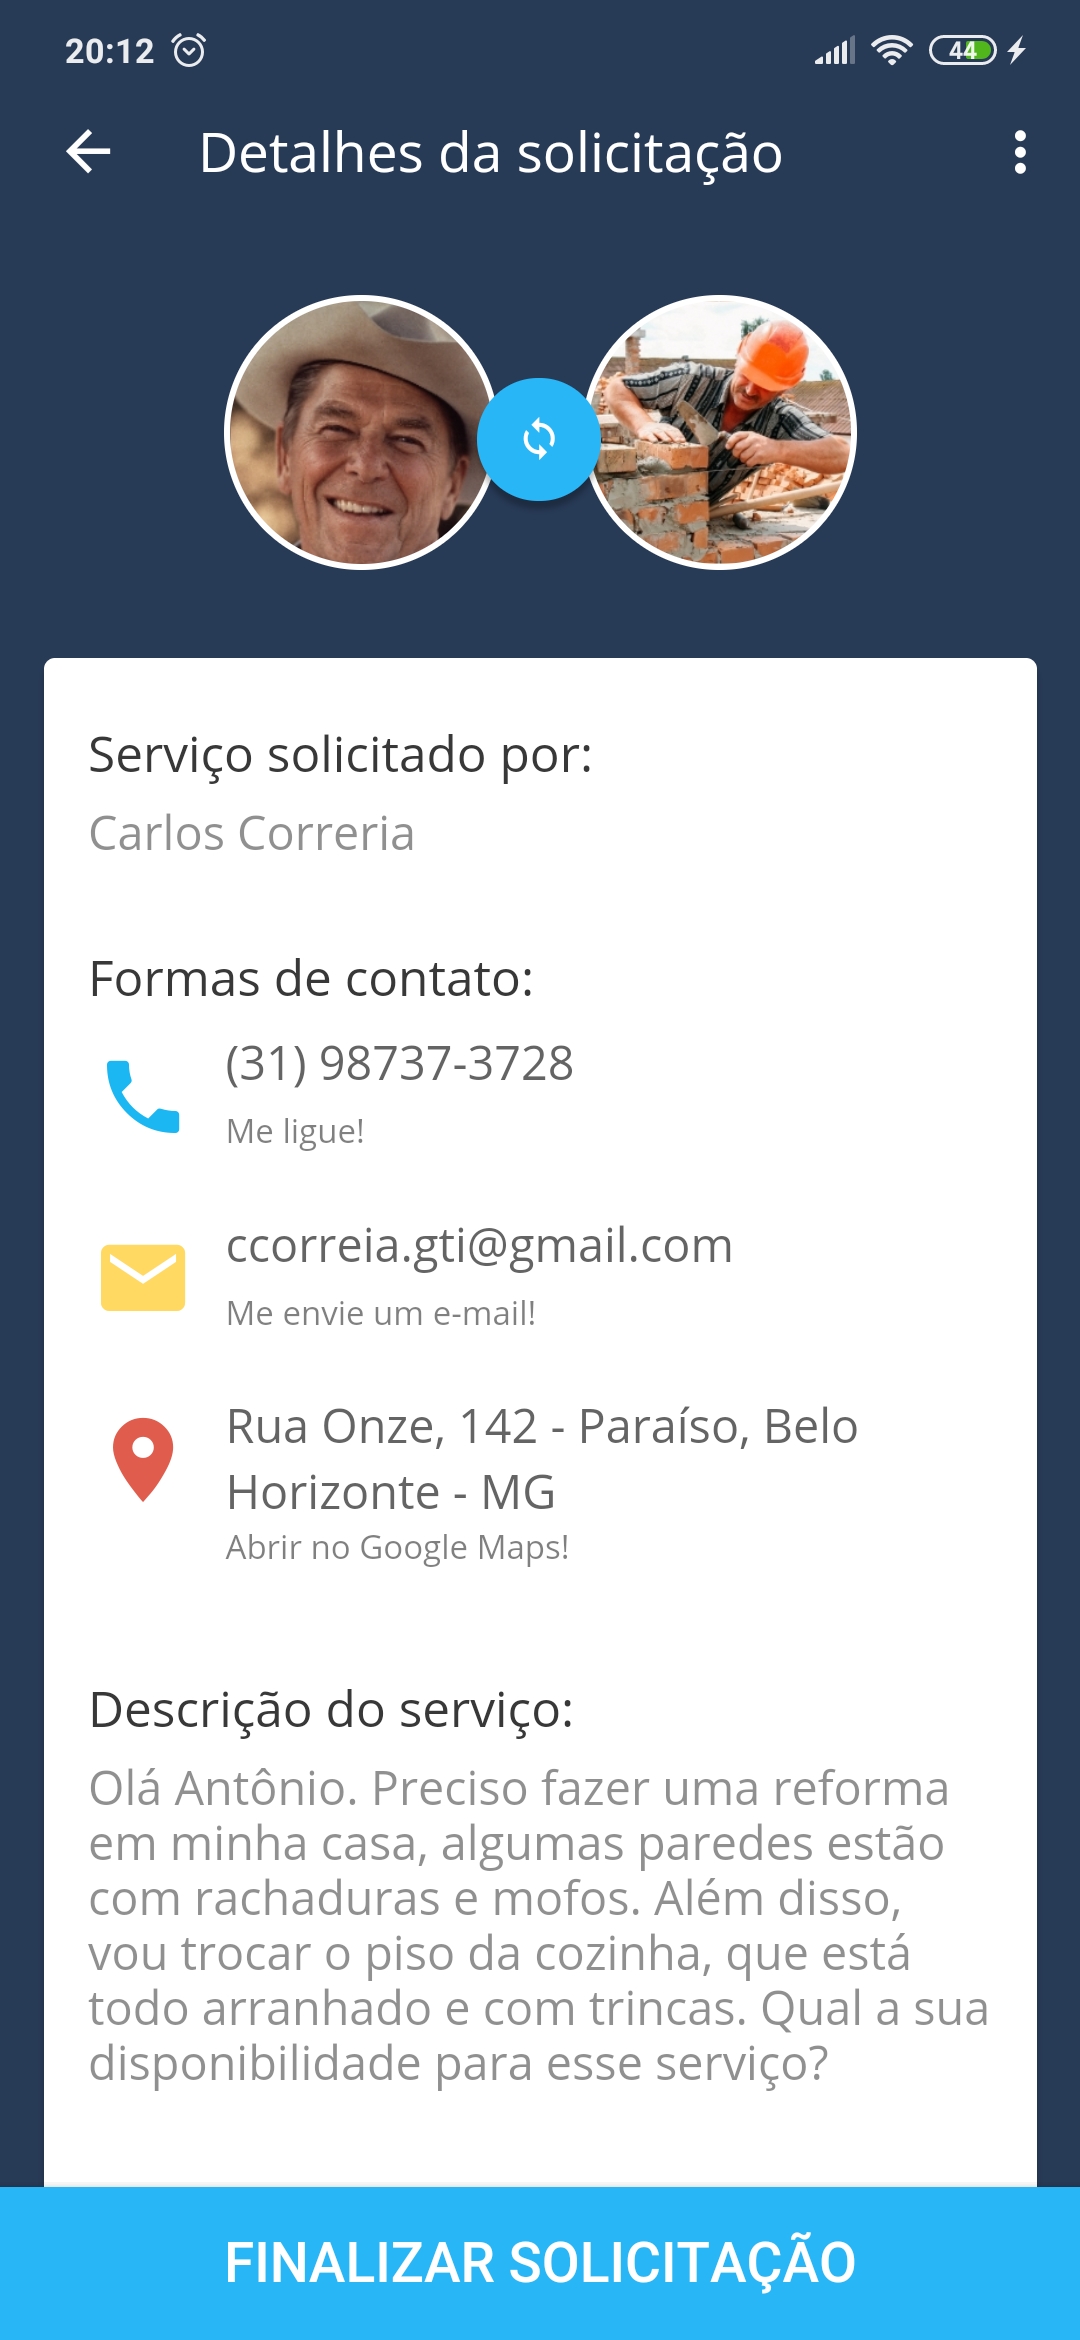 20:12
44
Detalhes da solicitação
Serviço solicitado por:
Carlos Correria
Formas de contato:
(31) 98737-3728
Me ligue!
ccorreia.gti@gmail.com
Me envie um e-mail!
Rua Onze, 142 - Paraíso, Belo
Horizonte - MG
Abrir no Google Maps!
Descrição do serviço:
Olá Antônio. Preciso fazer uma reforma
em minha casa, algumas paredes estão
com rachaduras e mofos. Além disso,
vou trocar o piso da cozinha, que está
todo arranhado e com trincas. Qual a sua
disponibilidade para esse serviço?
FINALIZAR SOLICITAÇÃO